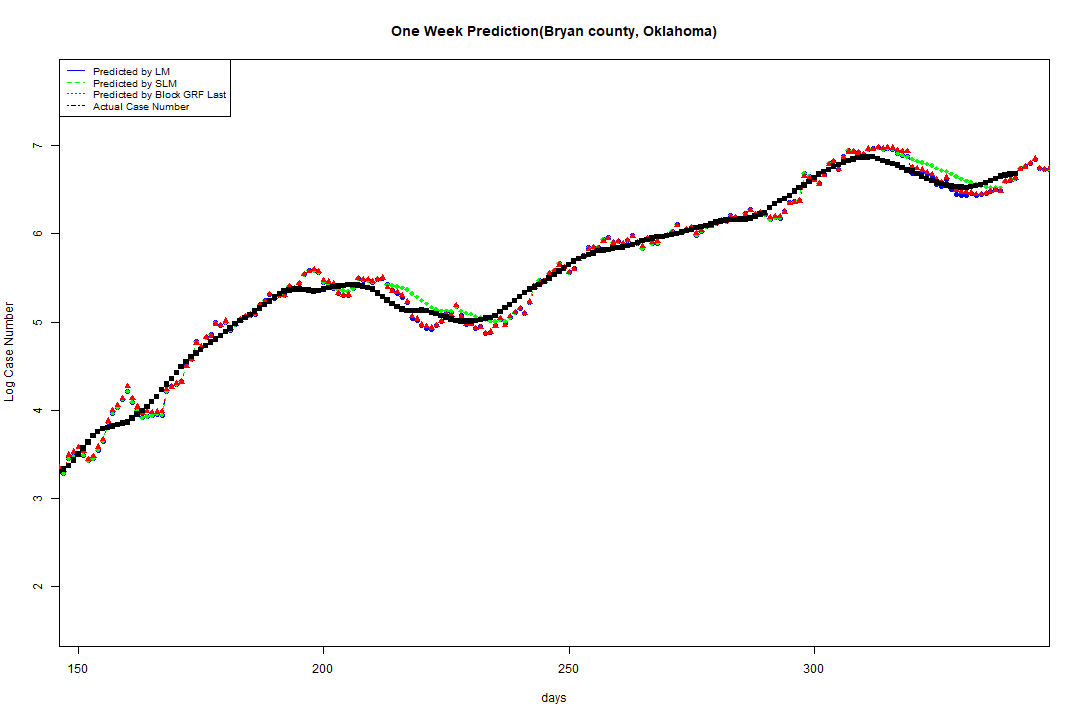 One Week Prediction(Bryan county, Oklahoma)
Predicted by LM
Predicted by SLM
Predicted by Block GRF Last
Actual Case Number
7
6
5
4
3
2
Log Case Number
150 200 250 300
days